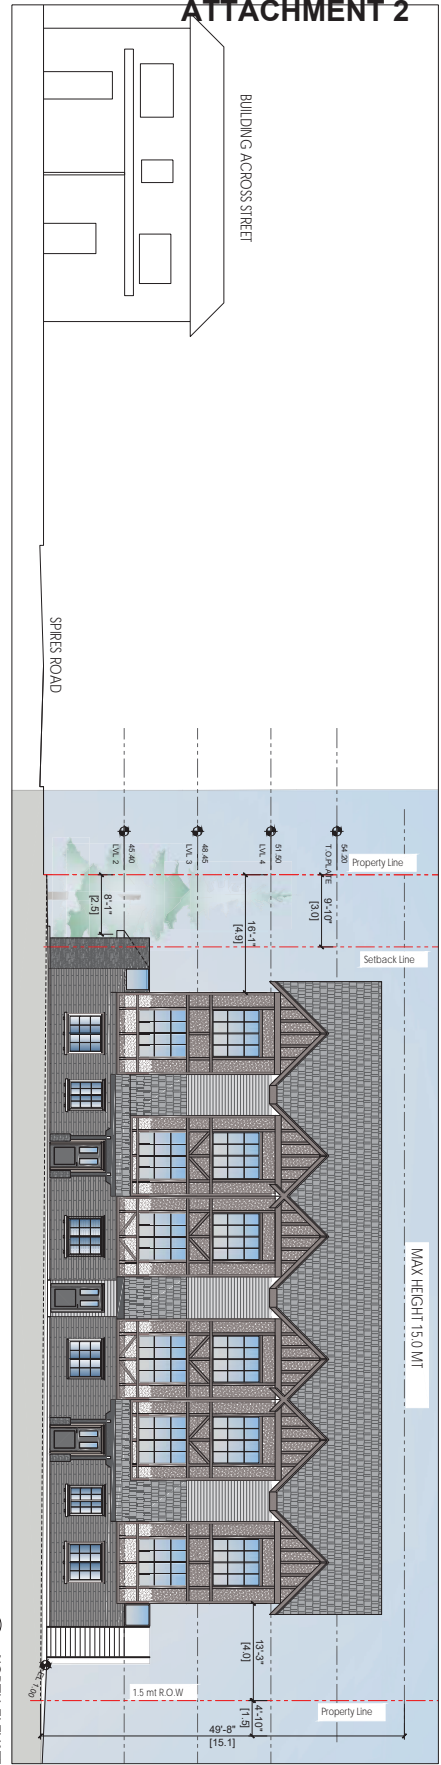 ATTACHMENT 2
BUILDING ACROSS STREET
SPIRES ROAD
54.20
T.O.PLATE
51.50
LVL 4
48.45
LVL 3
45.40
LVL 2
Property Line
9'-10"
[3.0]
16'-1"
[4.9]
8'-1"
[2.5]
Setback Line
MAX HEIGHT 15.0 MT
13'-3"
[4.0]
4'-10"
[1.5]
1.5 mt R.O.W
Property Line
49'-8"
[15.1]